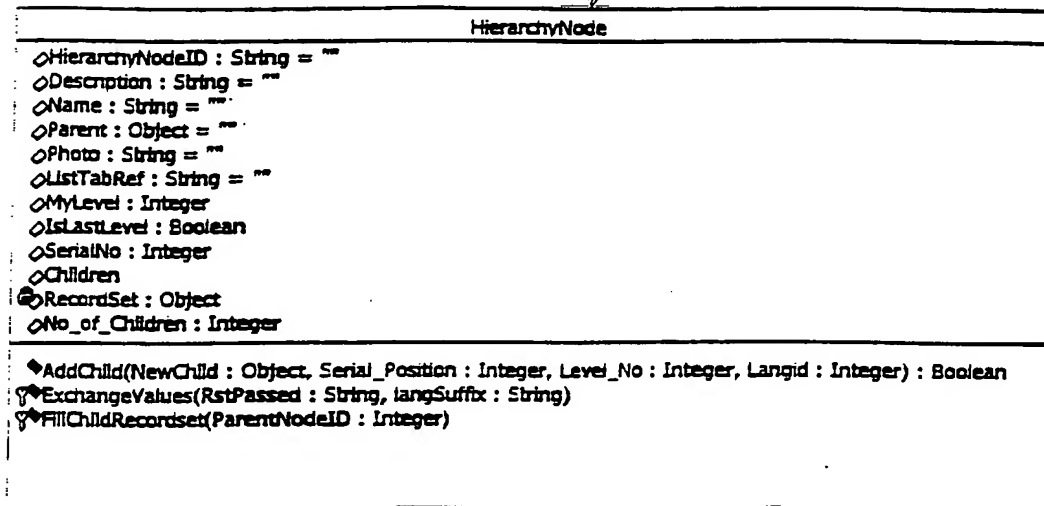 HierarchyNode
HierarchyNodeID : String = ""
Description : String = ""
Name : String = ""
Parent : Object = ""
Photo : String = ""
ListTabRef : String = ""
MyLevel : Integer
IsLastLevel : Boolean
SerialNo : Integer
Children
RecordSet : Object
No_of_Children : Integer
AddChild(NewChild : Object, Serial_Position : Integer, Level_No : Integer, Langid : Integer) : Boolean
ExchangeValues(RstPassed : String, langSuffix : String)
FillChildRecordset(ParentNodeID : Integer)